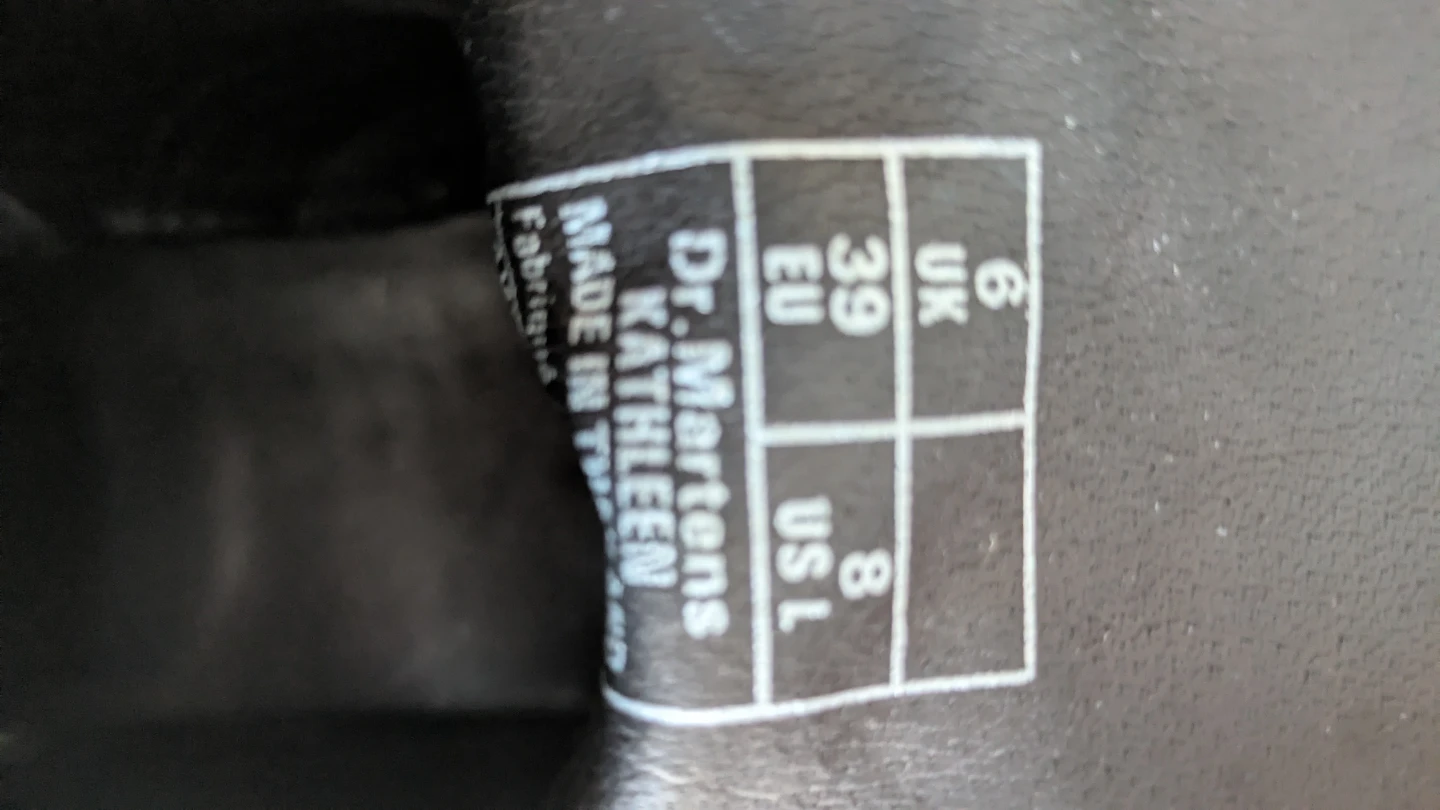 6
UK
39
EU
8
US L
Dr.Martens
KATHLEEN
MADE IN